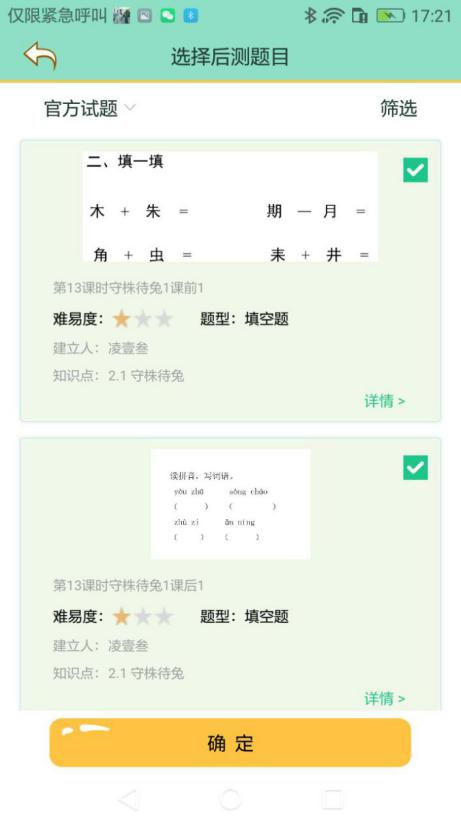 仅限紧急呼叫 17:21
选择后测题目
官方试题 筛选
二、填一填
木 + 朱 = 期 — 月 =
角 + 虫 = 耒 + 井 =
第13课时守株待兔1课前1
难易度： 题型：填空题
建立人：凌壹叁
知识点：2.1 守株待兔
详情 >
读拼音，写词语。
yòu zhū sōng cháo
( ) ( )
zhù zi ān níng
( ) ( )
第13课时守株待兔1课后1
难易度： 题型：填空题
建立人：凌壹叁
知识点：2.1 守株待兔
详情 >
确 定